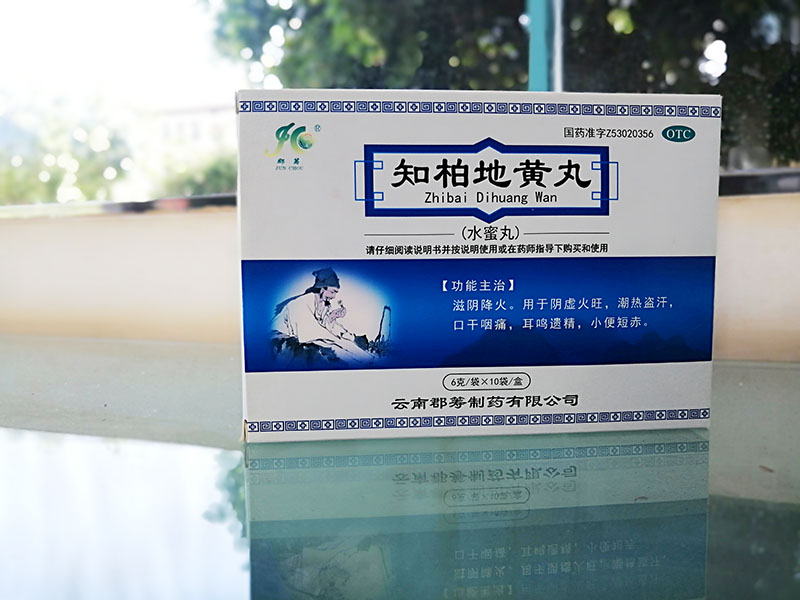 国药准字Z53020356 OTC
郡筹
JUN CHOU
知柏地黄丸
Zhibai Dihuang Wan
(水蜜丸)
请仔细阅读说明书并按说明使用或在药师指导下购买和使用
【功能主治】
滋阴降火。用于阴虚火旺，潮热盗汗，
口干咽痛，耳鸣遗精，小便短赤。
6克/袋×10袋/盒
云南郡筹制药有限公司